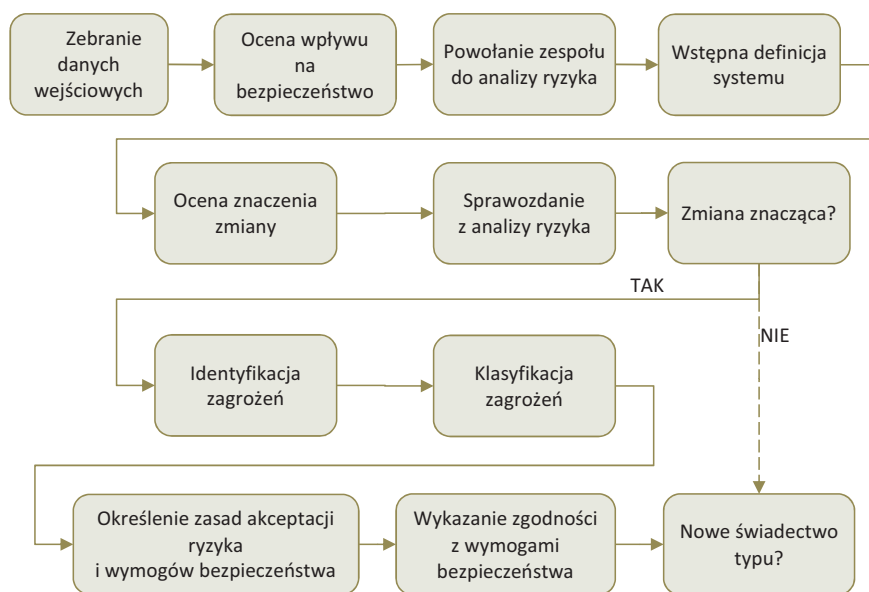 Zebranie
danych
wejściowych
Ocena wpływu
na
bezpieczeństwo
Powołanie zespołu
do analizy ryzyka
Wstępna definicja
systemu
Ocena znaczenia
zmiany
Sprawozdanie
z analizy ryzyka
Zmiana znacząca?
TAK
NIE
Identyfikacja
zagrożeń
Klasyfikacja
zagrożeń
Określenie zasad akceptacji
ryzyka
i wymogów bezpieczeństwa
Wykazanie zgodności
z wymogami
bezpieczeństwa
Nowe świadectwo
typu?